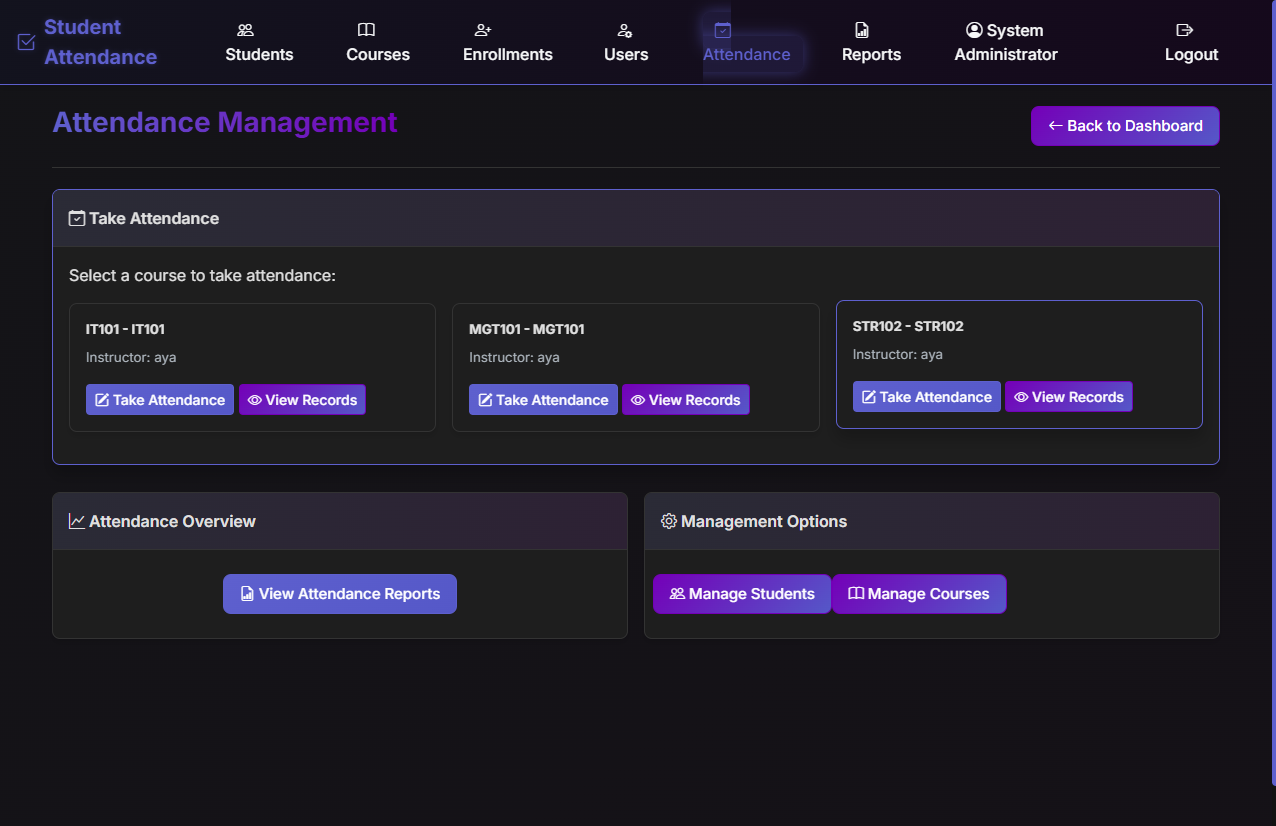 Student
Attendance
Students
Courses
Enrollments
Users
Attendance
Reports
System
Administrator
Logout
Attendance Management
Back to Dashboard
Take Attendance
Select a course to take attendance:
IT101 - IT101
Instructor: aya
Take Attendance
View Records
MGT101 - MGT101
Instructor: aya
Take Attendance
View Records
STR102 - STR102
Instructor: aya
Take Attendance
View Records
Attendance Overview
View Attendance Reports
Management Options
Manage Students
Manage Courses